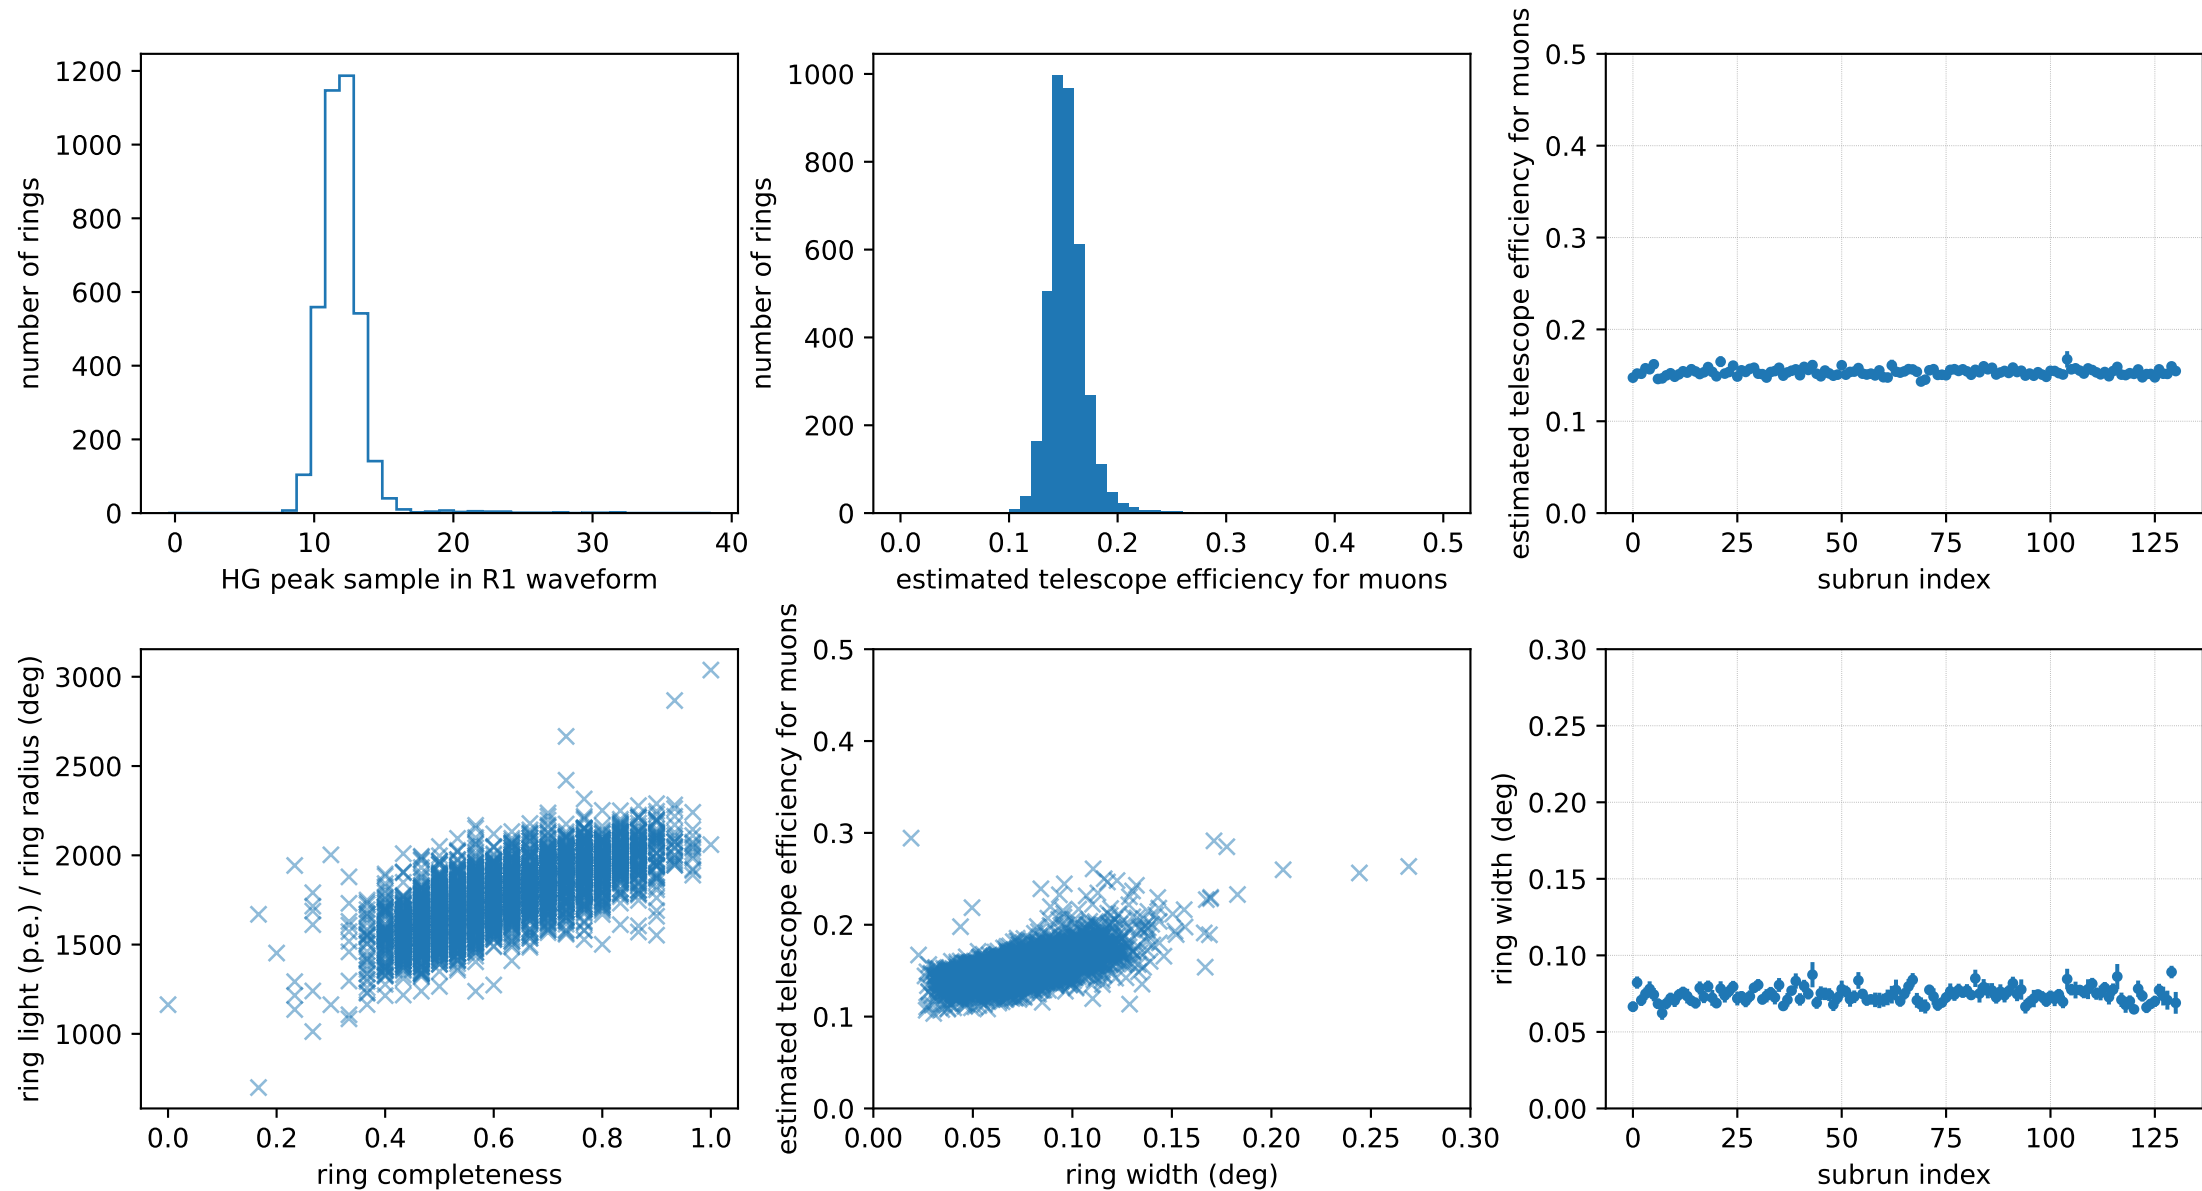 number of rings
1200
1000
800
600
400
200
0
0 10 20 30 40
HG peak sample in R1 waveform
number of rings
1000
800
600
400
200
0
0.0 0.1 0.2 0.3 0.4 0.5
estimated telescope efficiency for muons
estimated telescope efficiency for muons
0.5
0.4
0.3
0.2
0.1
0.0
0 25 50 75 100 125
subrun index
ring light (p.e.) / ring radius (deg)
3000
2500
2000
1500
1000
0.0 0.2 0.4 0.6 0.8 1.0
ring completeness
estimated telescope efficiency for muons
0.5
0.4
0.3
0.2
0.1
0.0
0.00 0.05 0.10 0.15 0.20 0.25 0.30
ring width (deg)
ring width (deg)
0.30
0.25
0.20
0.15
0.10
0.05
0.00
0 25 50 75 100 125
subrun index